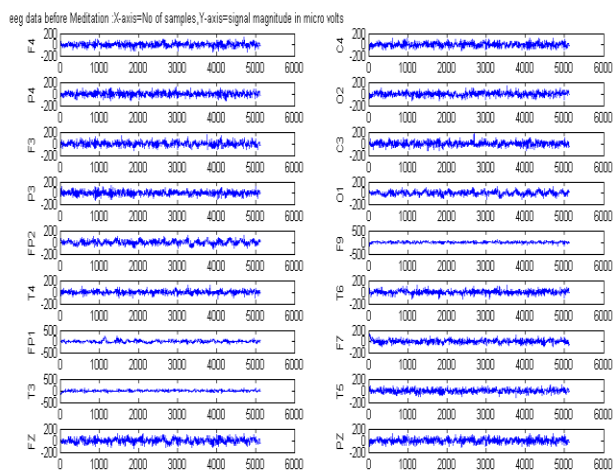 eeg data before Meditation :X-axis=No of samples,Y-axis=signal magnitude in micro volts
F4 200 0 -200 0 1000 2000 3000 4000 5000 6000
C4 200 0 -200 0 1000 2000 3000 4000 5000 6000
P4 200 0 -200 0 1000 2000 3000 4000 5000 6000
O2 200 0 -200 0 1000 2000 3000 4000 5000 6000
F3 200 0 -200 0 1000 2000 3000 4000 5000 6000
C3 200 0 -200 0 1000 2000 3000 4000 5000 6000
P3 200 0 -200 0 1000 2000 3000 4000 5000 6000
O1 200 0 -200 0 1000 2000 3000 4000 5000 6000
FP2 200 0 -200 0 1000 2000 3000 4000 5000 6000
F9 500 0 -500 0 1000 2000 3000 4000 5000 6000
T4 200 0 -200 0 1000 2000 3000 4000 5000 6000
T6 200 0 -200 0 1000 2000 3000 4000 5000 6000
FP1 500 0 -500 0 1000 2000 3000 4000 5000 6000
F7 200 0 -200 0 1000 2000 3000 4000 5000 6000
T3 500 0 -500 0 1000 2000 3000 4000 5000 6000
T5 200 0 -200 0 1000 2000 3000 4000 5000 6000
FZ 200 0 -200 0 1000 2000 3000 4000 5000 6000
PZ 200 0 -200 0 1000 2000 3000 4000 5000 6000